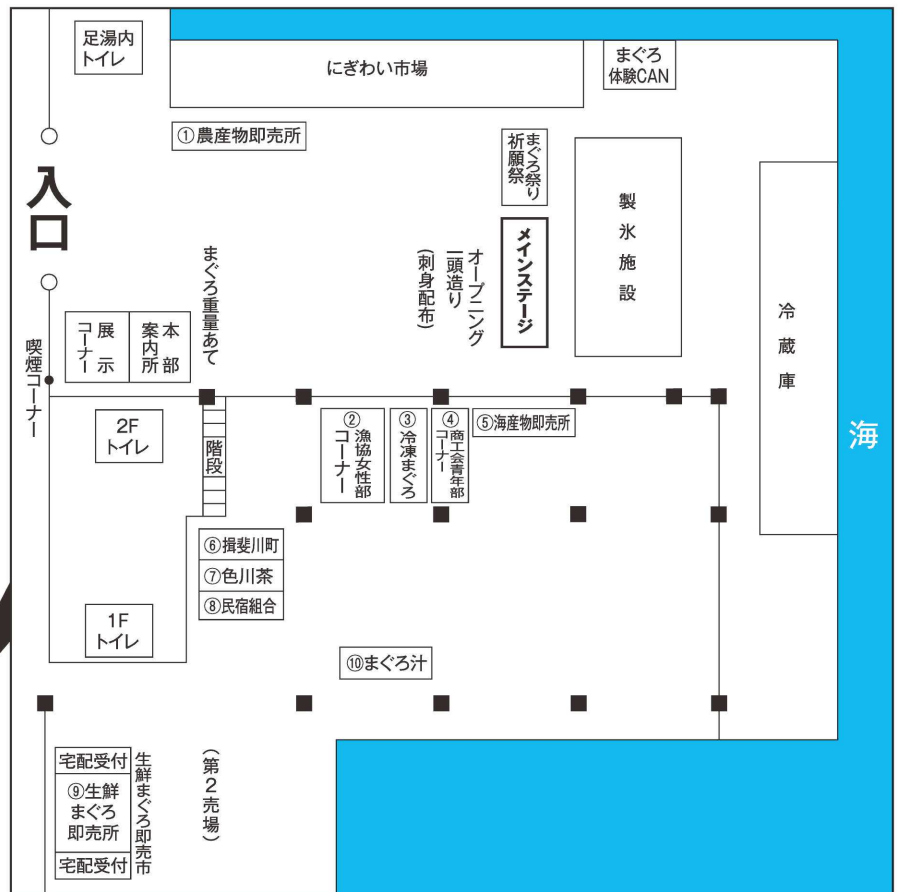 足湯内
トイレ
にぎわい市場
まぐろ
体験CAN
①農産物即売所
まぐろ祭り
祈願祭
入口
メインステージ
製氷施設
オープニング
一頭造り
(刺身配布)
まぐろ重量あて
冷蔵庫
海
展示
コーナー
本部
案内所
喫煙コーナー
2F
トイレ
階段
②漁協女性部
コーナー
③冷凍まぐろ
④商工会青年部
コーナー
⑤海産物即売所
⑥揖斐川町
⑦色川茶
⑧民宿組合
1F
トイレ
⑩まぐろ汁
宅配受付
⑨生鮮
まぐろ
即売所
宅配受付
生鮮まぐろ即売市
(第2売場)